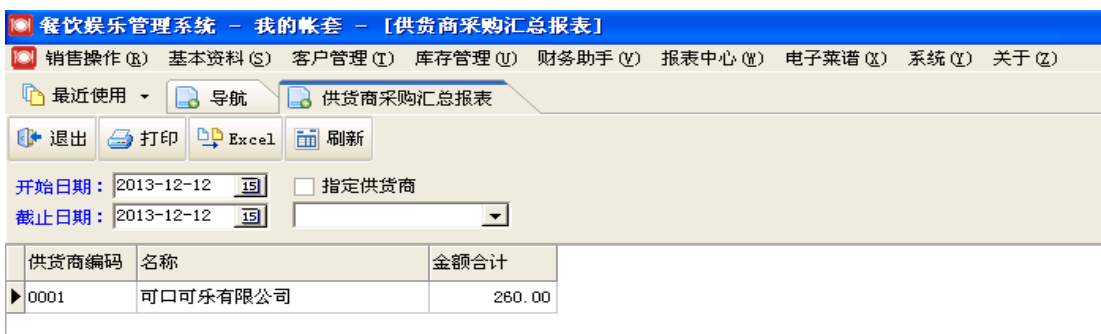 餐饮娱乐管理系统 - 我的帐套 - [供货商采购汇总报表]
销售操作(R) 基本资料(S) 客户管理(T) 库存管理(U) 财务助手(V) 报表中心(W) 电子菜谱(X) 系统(Y) 关于(Z)
最近使用 导航 供货商采购汇总报表
退出 打印 Excel 刷新
开始日期： 2013-12-12 15 指定供货商
截止日期： 2013-12-12 15
供货商编码 名称 金额合计
0001 可口可乐有限公司 260.00